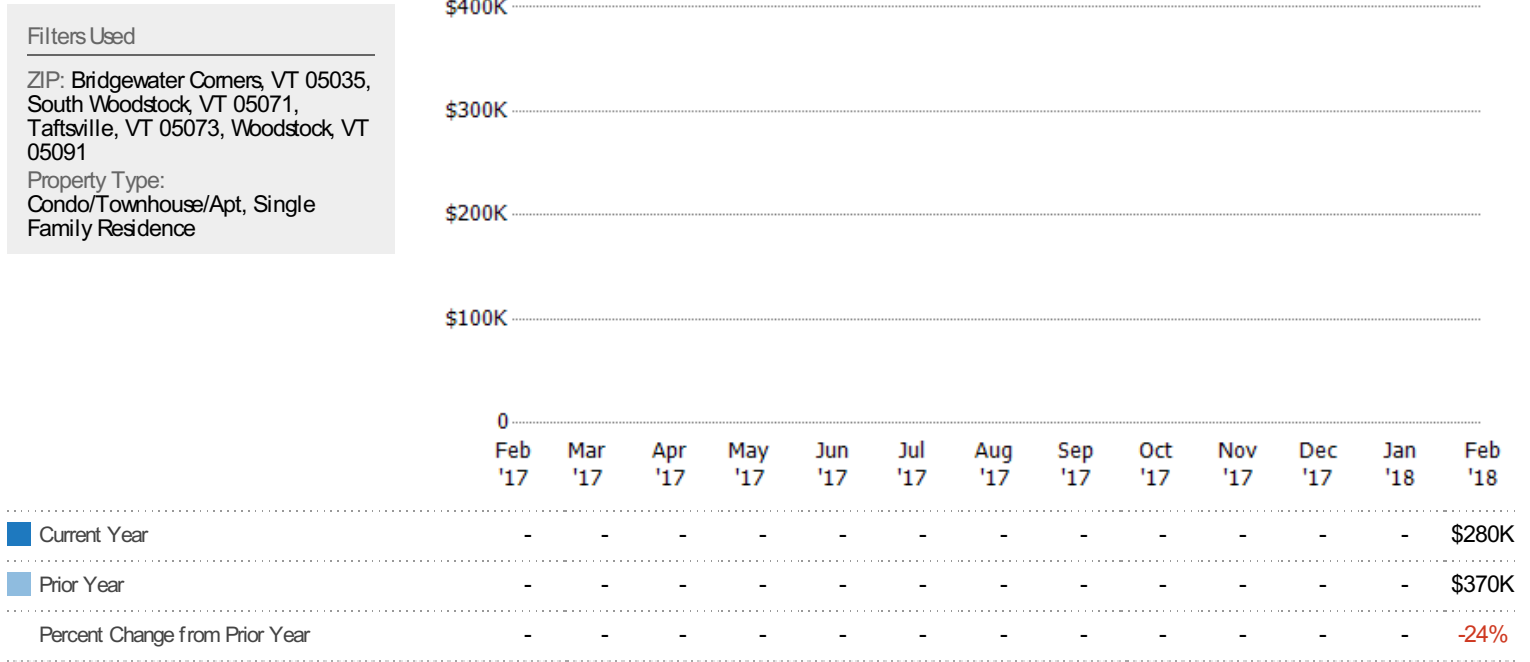 Filters Used
ZIP: Bridgewater Corners, VT 05035,
South Woodstock, VT 05071,
Taftsville, VT 05073, Woodstock, VT
05091
Property Type:
Condo/Townhouse/Apt, Single
Family Residence
$400K
$300K
$200K
$100K
0
Feb Mar Apr May Jun Jul Aug Sep Oct Nov Dec Jan Feb
'17 '17 '17 '17 '17 '17 '17 '17 '17 '17 '17 '18 '18
Current Year - - - - - - - - - - - - $280K
Prior Year - - - - - - - - - - - - $370K
Percent Change from Prior Year - - - - - - - - - - - - -24%